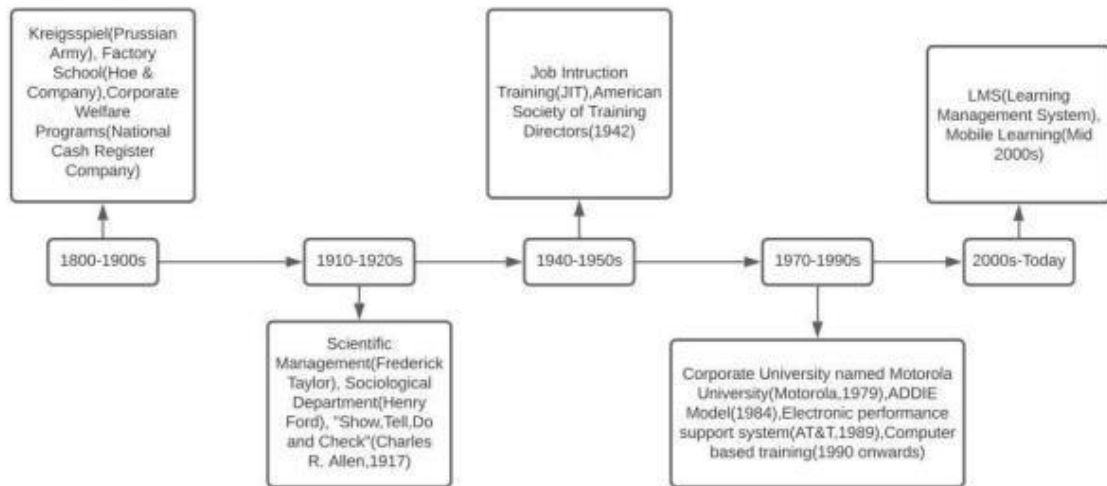 Kreigsspiel(Prussian
Army), Factory
School(Hoe &
Company),Corporate
Welfare
Programs(National
Cash Register
Company)
Job Intruction
Training(JIT),American
Society of Training
Directors(1942)
LMS(Learning
Management System),
Mobile Learning(Mid
2000s)
1800-1900s
1910-1920s
1940-1950s
1970-1990s
2000s-Today
Scientific
Management(Frederick
Taylor), Sociological
Department(Henry
Ford), "Show,Tell,Do
and Check"(Charles
R. Allen,1917)
Corporate University named Motorola
University(Motorola,1979),ADDIE
Model(1984),Electronic performance
support system(AT&T,1989),Computer
based training(1990 onwards)